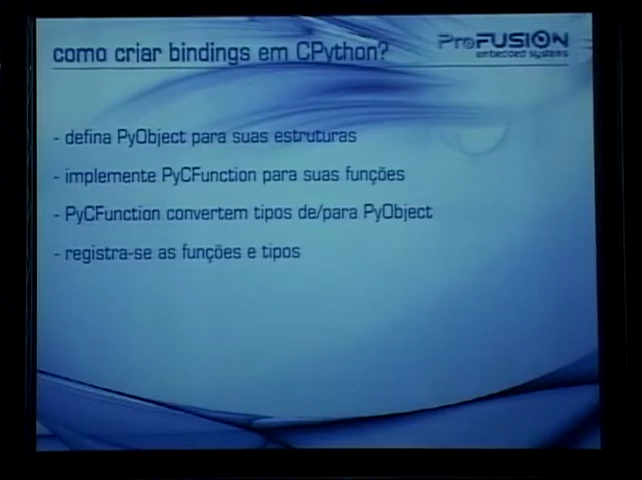 como criar bindings em CPython?
ProFUSION
embedded systems
- defina PyObject para suas estruturas
- implemente PyCFunction para suas funções
- PyCFunction convertem tipos de/para PyObject
- registra-se as funções e tipos